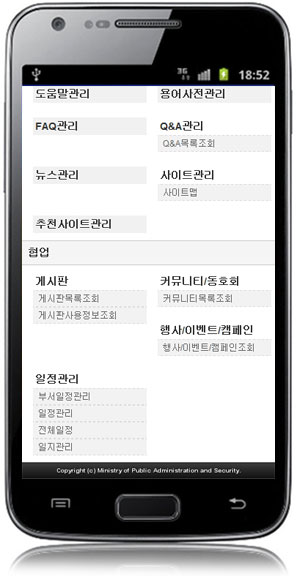 3G 18:52
도움말관리 용어사전관리
FAQ관리 Q&A관리
Q&A목록조회
뉴스관리 사이트관리
사이트맵
추천사이트관리
협업
게시판 커뮤니티/동호회
게시판목록조회 커뮤니티목록조회
게시판사용정보조회
행사/이벤트/캠페인
행사/이벤트/캠페인조회
일정관리
부서일정관리
일정관리
전체일정
일지관리
Copyright (c) Ministry of Public Administration and Security.